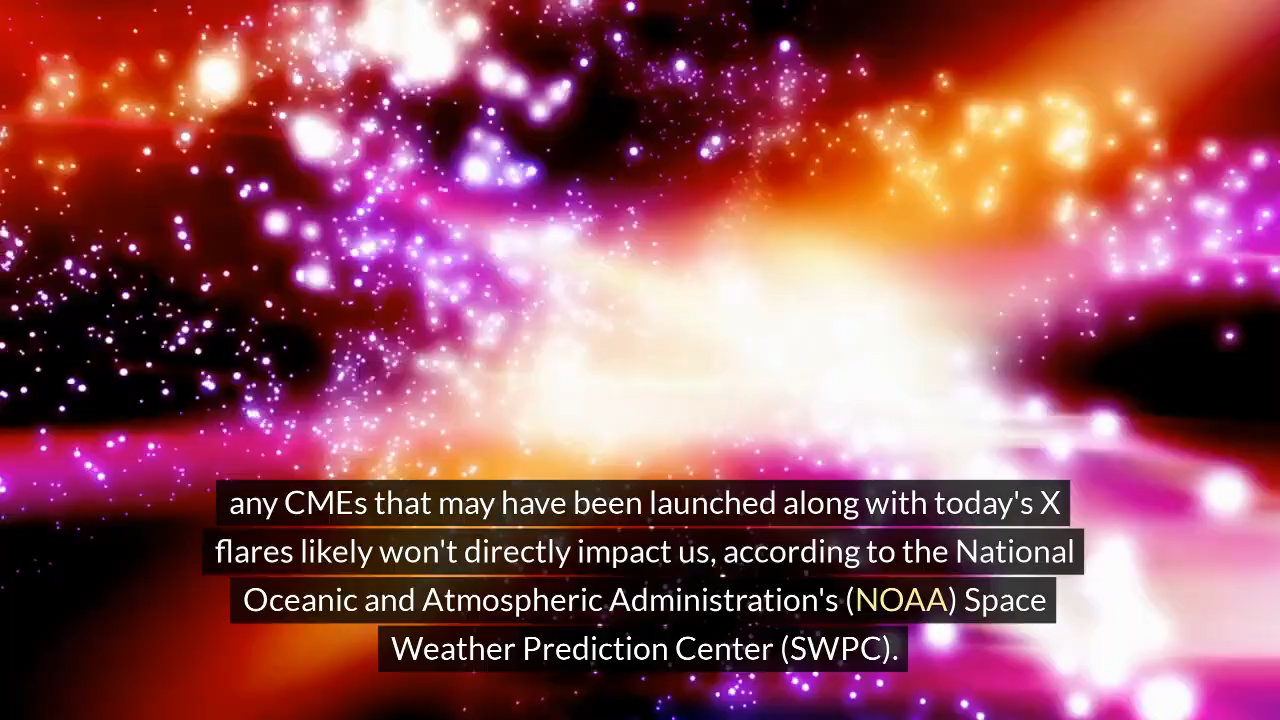 any CMEs that may have been launched along with today's X
flares likely won't directly impact us, according to the National
Oceanic and Atmospheric Administration's (NOAA) Space
Weather Prediction Center (SWPC).